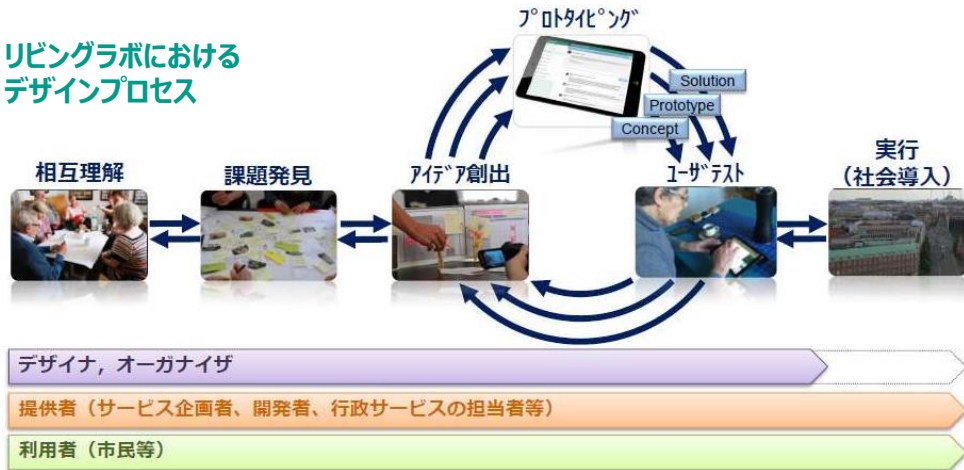 リビングラボにおける
デザインプロセス
プロトタイピング
Solution
Prototype
Concept
相互理解
課題発見
アイデア創出
ユーザテスト
実行
（社会導入）
デザイナ，オーガナイザ
提供者（サービス企画者、開発者、行政サービスの担当者等）
利用者（市民等）